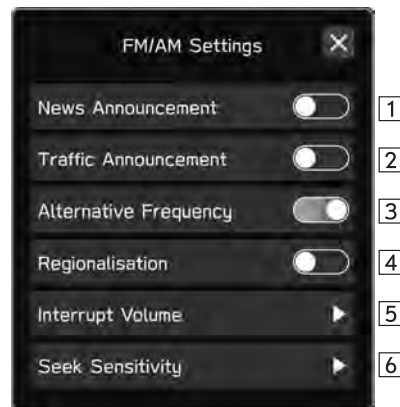 FM/AM Settings
News Announcement 1
Traffic Announcement 2
Alternative Frequency 3
Regionalisation 4
Interrupt Volume 5
Seek Sensitivity 6